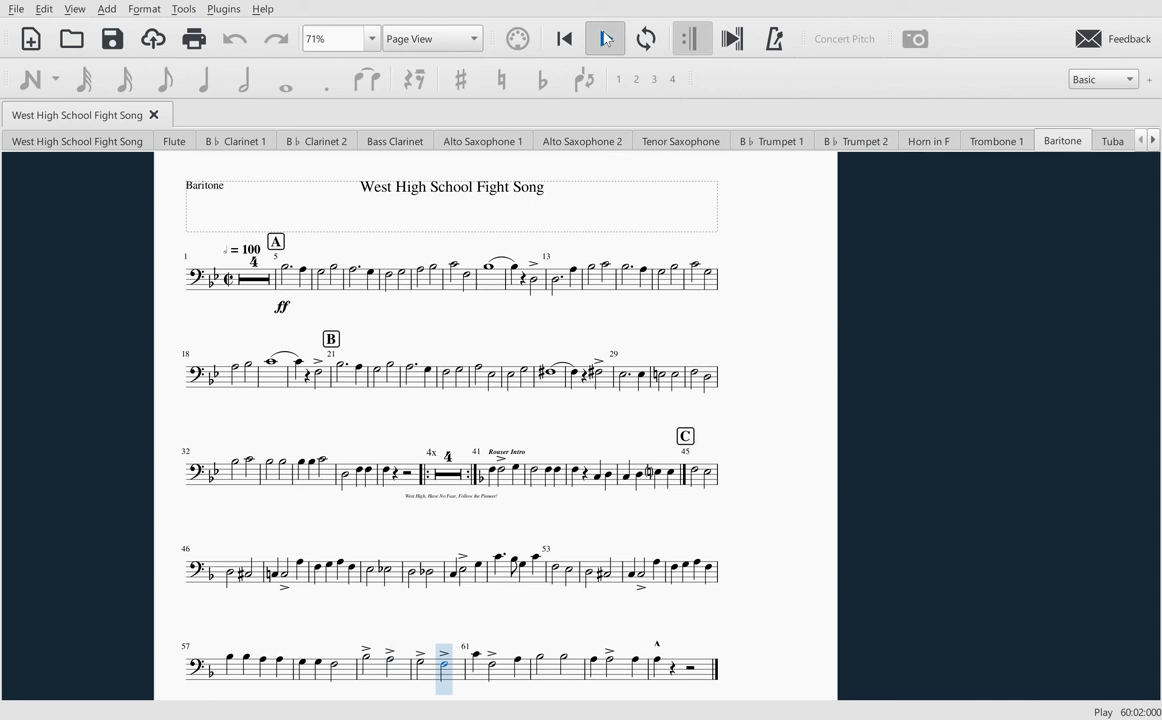 File Edit View Add Format Tools Plugins Help
71% Page View Concert Pitch Feedback
1 2 3 4 Basic +
West High School Fight Song
West High School Fight Song Flute B♭ Clarinet 1 B♭ Clarinet 2 Bass Clarinet Alto Saxophone 1 Alto Saxophone 2 Tenor Saxophone B♭ Trumpet 1 B♭ Trumpet 2 Horn in F Trombone 1 Baritone Tuba
Baritone West High School Fight Song
A
= 100
1 4 5 13
ff
B
18 21 29
C
32 4x 4 41 Rouser Intro 45
West High, Have No Fear, Follow the Pioneer!
46 53
57 61
Play 60:02:000